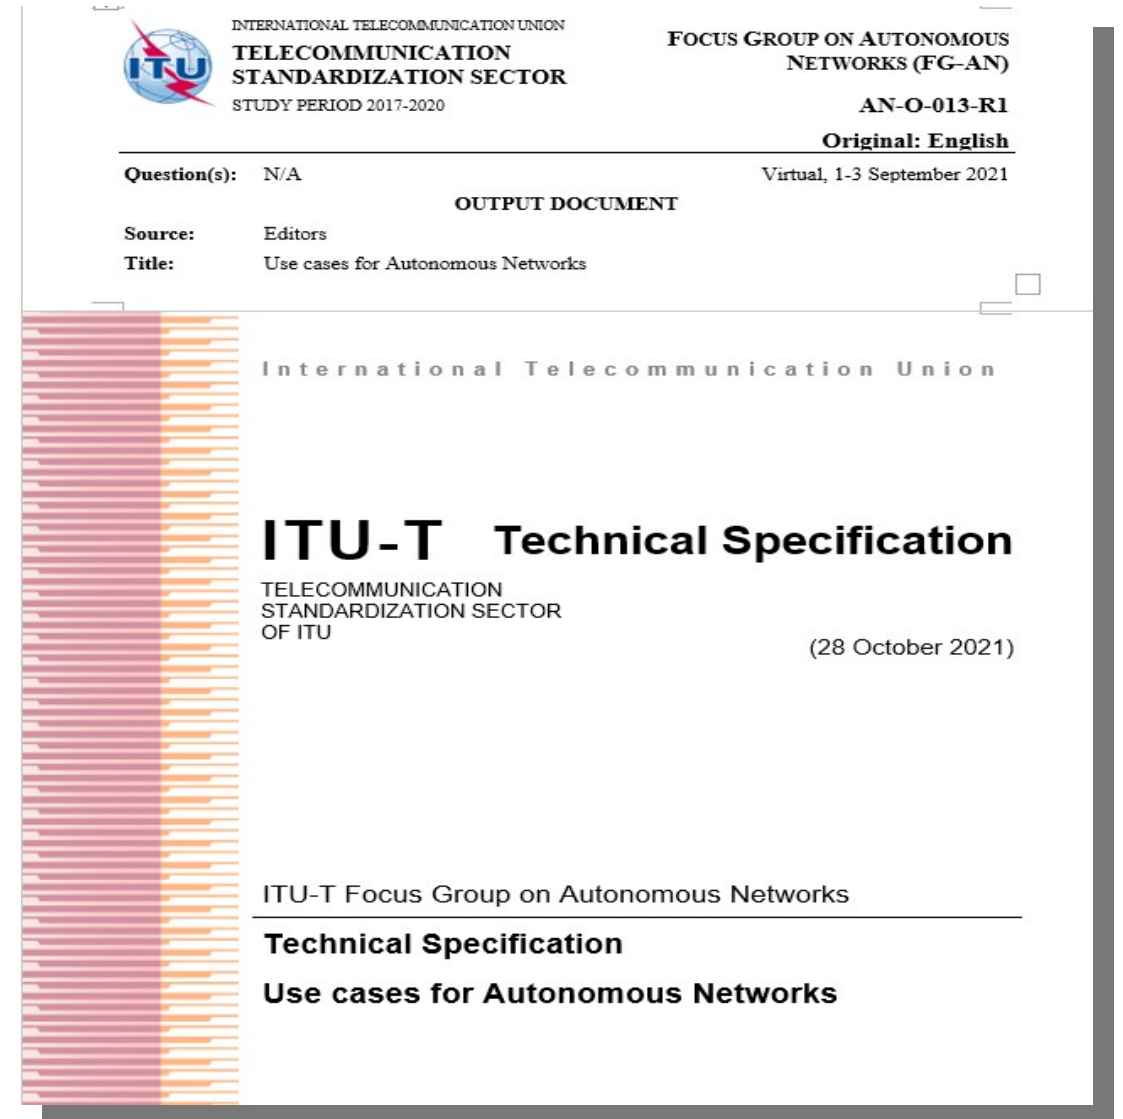 ITU
INTERNATIONAL TELECOMMUNICATION UNION
TELECOMMUNICATION
STANDARDIZATION SECTOR
STUDY PERIOD 2017-2020
FOCUS GROUP ON AUTONOMOUS
NETWORKS (FG-AN)
AN-O-013-R1
Original: English
Question(s): N/A Virtual, 1-3 September 2021
OUTPUT DOCUMENT
Source: Editors
Title: Use cases for Autonomous Networks
International Telecommunication Union
ITU-T Technical Specification
TELECOMMUNICATION
STANDARDIZATION SECTOR
OF ITU
(28 October 2021)
ITU-T Focus Group on Autonomous Networks
Technical Specification
Use cases for Autonomous Networks